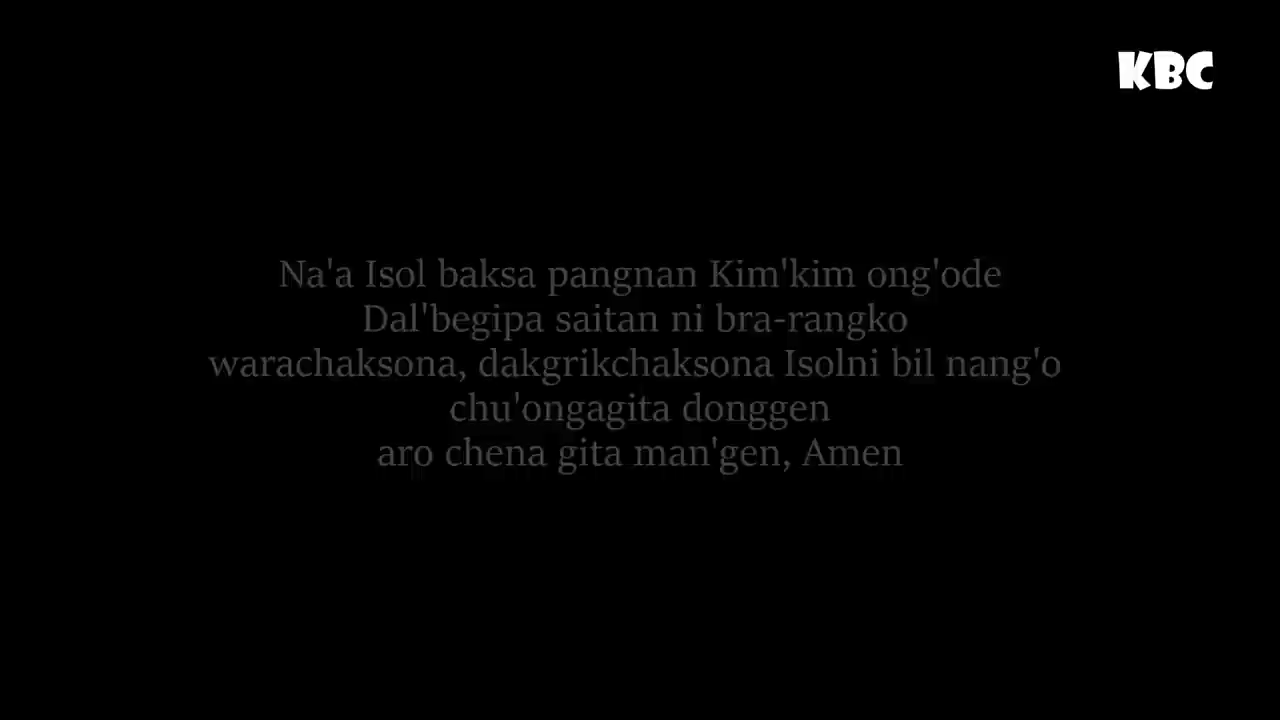 KBC
Na'a Isol baksa pangnan Kim'kim ong'ode
Dal'begipa saitan ni bra-rangko
warachaksona, dakgrikchaksona Isolni bil nang'o
chu'ongagita donggen
aro chena gita man'gen, Amen